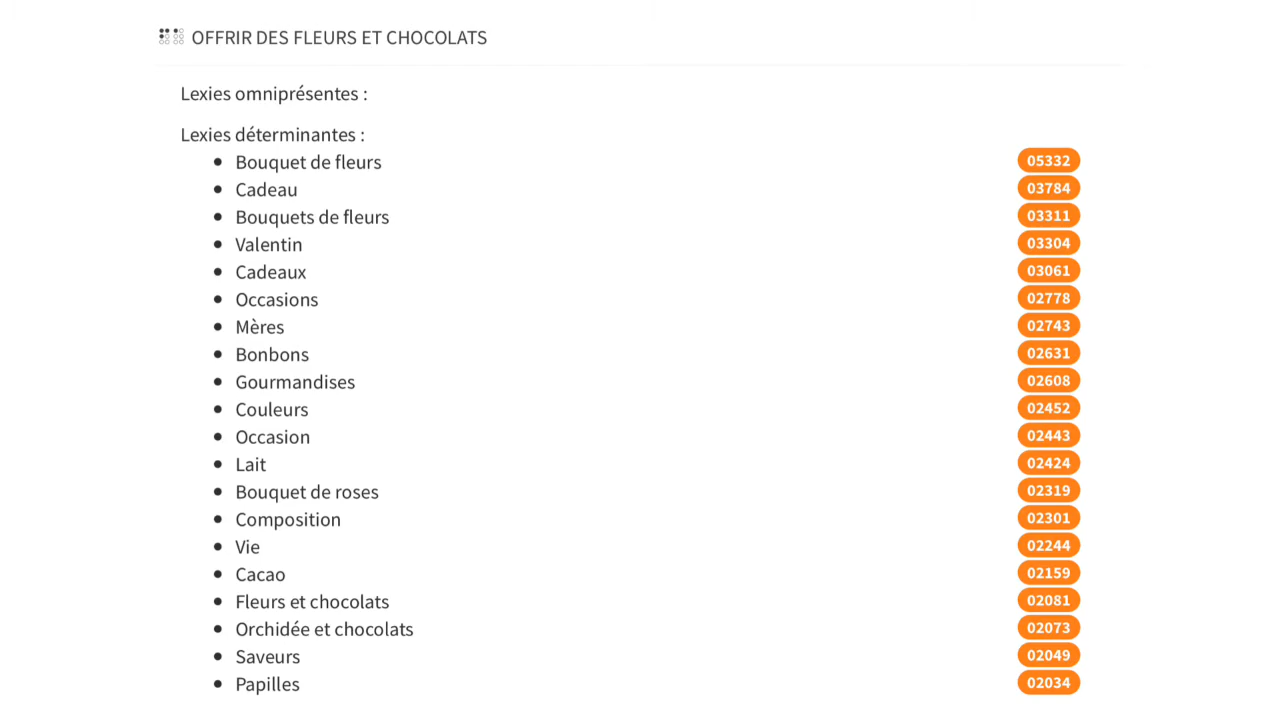 OFFRIR DES FLEURS ET CHOCOLATS
Lexies omniprésentes :
Lexies déterminantes :
Bouquet de fleurs 05332
Cadeau 03784
Bouquets de fleurs 03311
Valentin 03304
Cadeaux 03061
Occasions 02778
Mères 02743
Bonbons 02631
Gourmandises 02608
Couleurs 02452
Occasion 02443
Lait 02424
Bouquet de roses 02319
Composition 02301
Vie 02244
Cacao 02159
Fleurs et chocolats 02081
Orchidée et chocolats 02073
Saveurs 02049
Papilles 02034